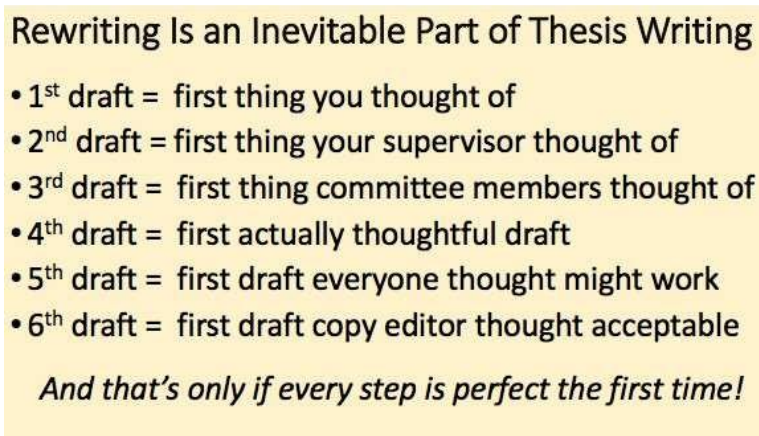 Rewriting Is an Inevitable Part of Thesis Writing
• 1st draft = first thing you thought of
• 2nd draft = first thing your supervisor thought of
• 3rd draft = first thing committee members thought of
• 4th draft = first actually thoughtful draft
• 5th draft = first draft everyone thought might work
• 6th draft = first draft copy editor thought acceptable
And that's only if every step is perfect the first time!